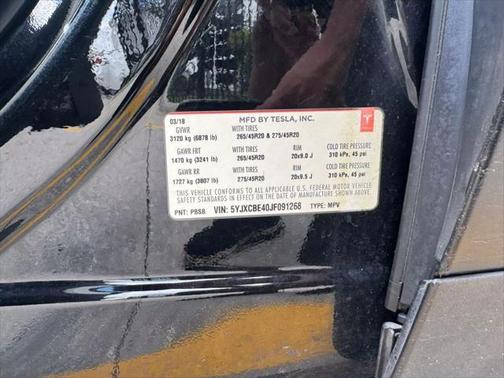 03/18 MFD BY TESLA, INC.
GVWR WITH TIRES
3120 kg (6878 lb) 265/45R20 & 275/45R20
GAWR FRT WITH TIRES RIM COLD TIRE PRESSURE
1470 kg (3241 lb) 265/45R20 20x9.0 J 310 kPa, 45 psi
GAWR RR WITH TIRES RIM COLD TIRE PRESSURE
1727 kg (3807 lb) 275/45R20 20x9.0 J 310 kPa, 45 psi
THIS VEHICLE CONFORMS TO ALL APPLICABLE U.S. FEDERAL MOTOR VEHICLE
SAFETY STANDARDS IN EFFECT ON THE DATE OF MANUFACTURE SHOWN ABOVE.
PNT: PBSB VIN: 5YJXCBE40JF091268 TYPE: MPV